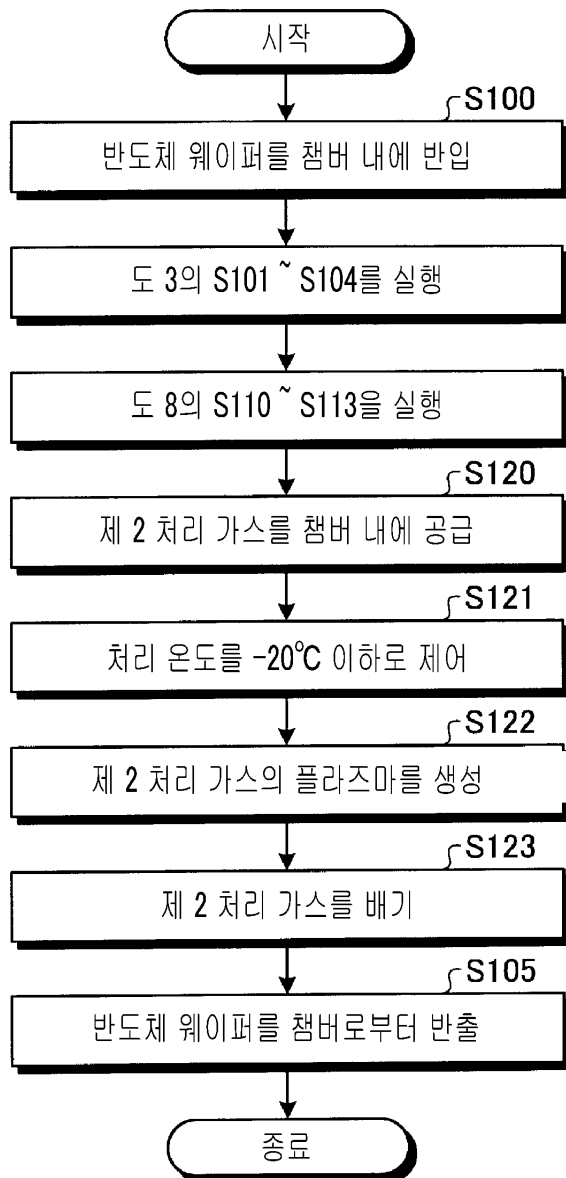 시작
S100
반도체 웨이퍼를 챔버 내에 반입
도 3의 S101 ~ S104를 실행
도 8의 S110 ~ S113을 실행
S120
제 2 처리 가스를 챔버 내에 공급
S121
처리 온도를 -20℃ 이하로 제어
S122
제 2 처리 가스의 플라즈마를 생성
S123
제 2 처리 가스를 배기
S105
반도체 웨이퍼를 챔버로부터 반출
종료